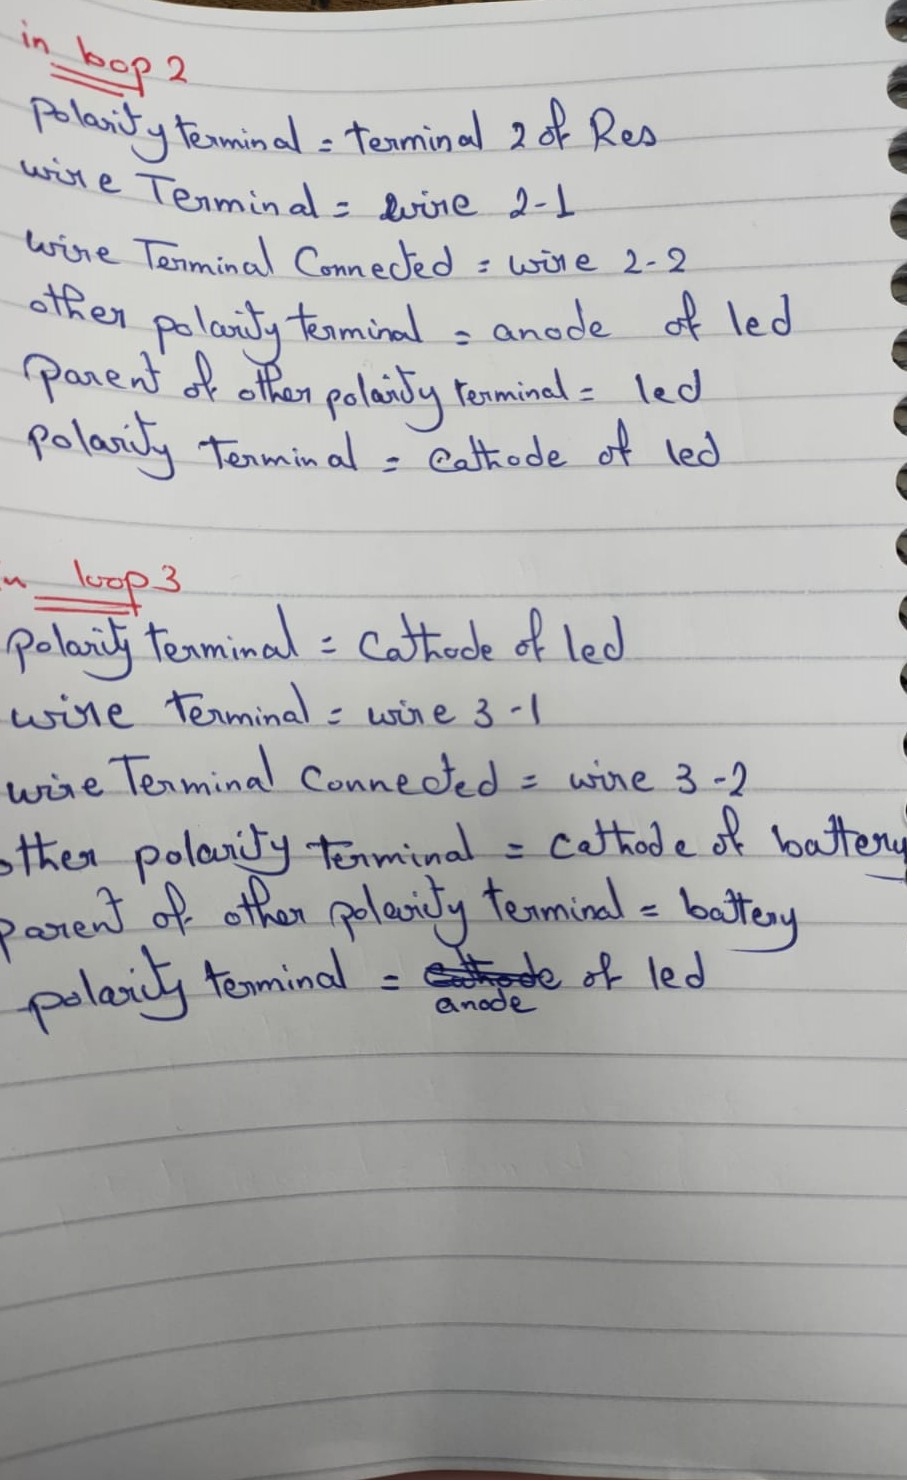 in loop 2
Polarity terminal = terminal 2 of Res
wire Terminal = wire 2-1
wire Terminal Connected = wire 2-2
other polarity terminal = anode of led
Parent of other polarity terminal = led
polarity Terminal = Cathode of led
in loop 3
Polarity terminal = Cathode of led
wire terminal = wire 3-1
wire Terminal Connected = wire 3-2
other polarity terminal = Cathode of battery
Parent of other polarity terminal = battery
polarity terminal = Cathode of led
anode